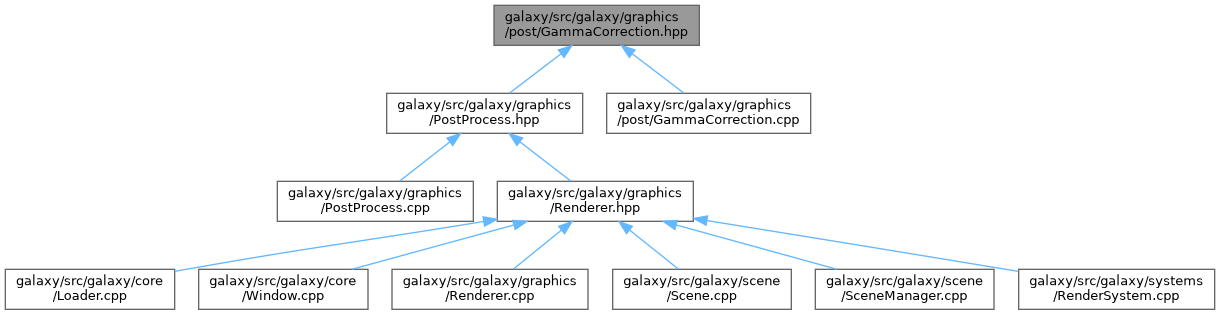 galaxy/src/galaxy/graphics
/post/GammaCorrection.hpp
galaxy/src/galaxy/graphics
/PostProcess.hpp
galaxy/src/galaxy/graphics
/post/GammaCorrection.cpp
galaxy/src/galaxy/graphics
/PostProcess.cpp
galaxy/src/galaxy/graphics
/Renderer.hpp
galaxy/src/galaxy/core
/Loader.cpp
galaxy/src/galaxy/core
/Window.cpp
galaxy/src/galaxy/graphics
/Renderer.cpp
galaxy/src/galaxy/scene
/Scene.cpp
galaxy/src/galaxy/scene
/SceneManager.cpp
galaxy/src/galaxy/systems
/RenderSystem.cpp